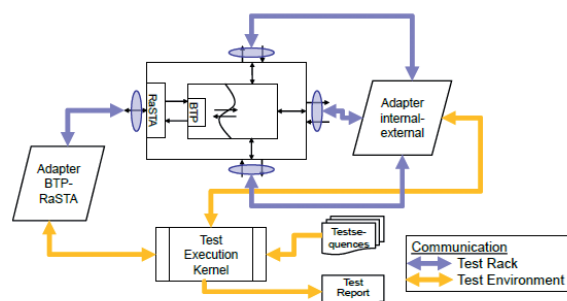 RaSTA
BTP
Adapter
internal-
external
Adapter
BTP-
RaSTA
Test
Execution
Kernel
Testse-
quences
Test
Report
Communication
Test Rack
Test Environment